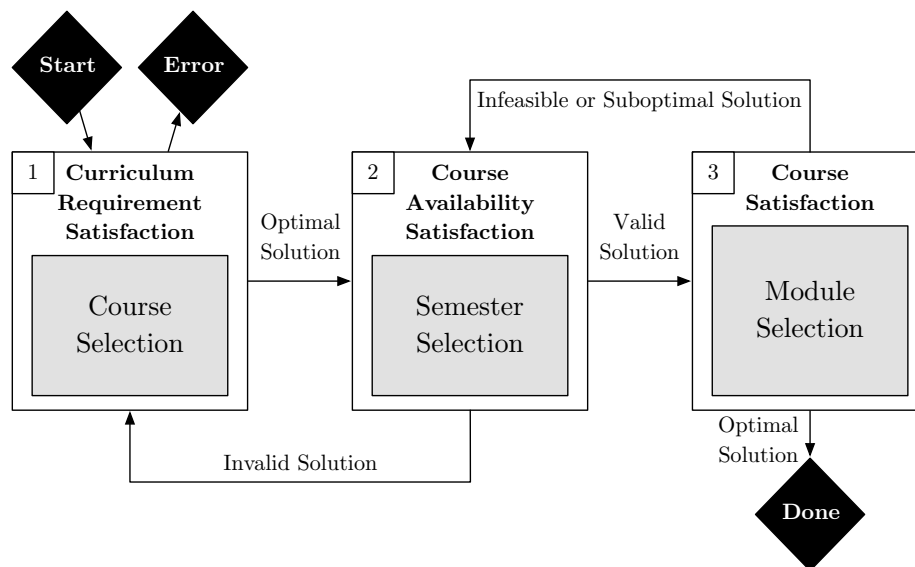 Start
Error
Infeasible or Suboptimal Solution
1
Curriculum
Requirement
Satisfaction
Course
Selection
Optimal
Solution
2
Course
Availability
Satisfaction
Semester
Selection
Valid
Solution
3
Course
Satisfaction
Module
Selection
Invalid Solution
Optimal
Solution
Done